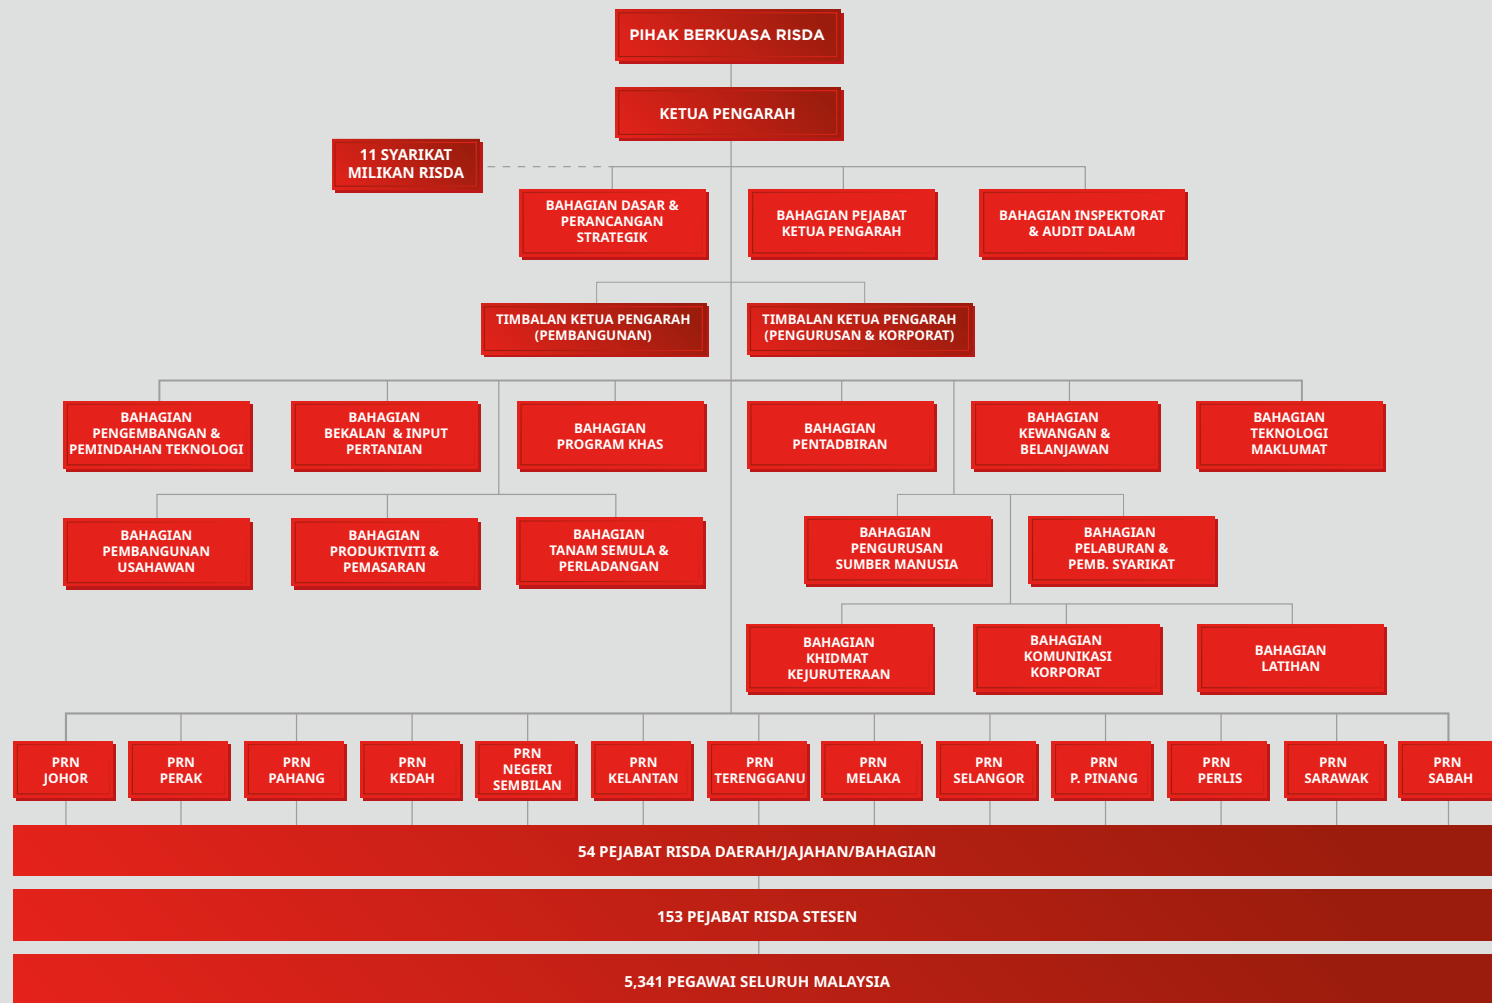 PIHAK BERKUASA RISDA
KETUA PENGARAH
11 SYARIKAT
MILIKAN RISDA
BAHAGIAN DASAR &
PERANCANGAN
STRATEGIK
BAHAGIAN PEJABAT
KETUA PENGARAH
BAHAGIAN INSPEKTORAT
& AUDIT DALAM
TIMBALAN KETUA PENGARAH
(PEMBANGUNAN)
TIMBALAN KETUA PENGARAH
(PENGURUSAN & KORPORAT)
BAHAGIAN
PENGEMBANGAN &
PEMINDAHAN TEKNOLOGI
BAHAGIAN
BEKALAN & INPUT
PERTANIAN
BAHAGIAN
PROGRAM KHAS
BAHAGIAN
PENTADBIRAN
BAHAGIAN
KEWANGAN &
BELANJAWAN
BAHAGIAN
TEKNOLOGI
MAKLUMAT
BAHAGIAN
PEMBANGUNAN
USAHAWAN
BAHAGIAN
PRODUKTIVITI &
PEMASARAN
BAHAGIAN
TANAM SEMULA &
PERLADANGAN
BAHAGIAN
PENGURUSAN
SUMBER MANUSIA
BAHAGIAN
PELABURAN &
PEMB. SYARIKAT
BAHAGIAN
KHIDMAT
KEJURUTERAAN
BAHAGIAN
KOMUNIKASI
KORPORAT
BAHAGIAN
LATIHAN
PRN
JOHOR
PRN
PERAK
PRN
PAHANG
PRN
KEDAH
PRN
NEGERI
SEMBILAN
PRN
KELANTAN
PRN
TERENGGANU
PRN
MELAKA
PRN
SELANGOR
PRN
P. PINANG
PRN
PERLIS
PRN
SARAWAK
PRN
SABAH
54 PEJABAT RISDA DAERAH/JAJAHAN/BAHAGIAN
153 PEJABAT RISDA STESEN
5,341 PEGAWAI SELURUH MALAYSIA